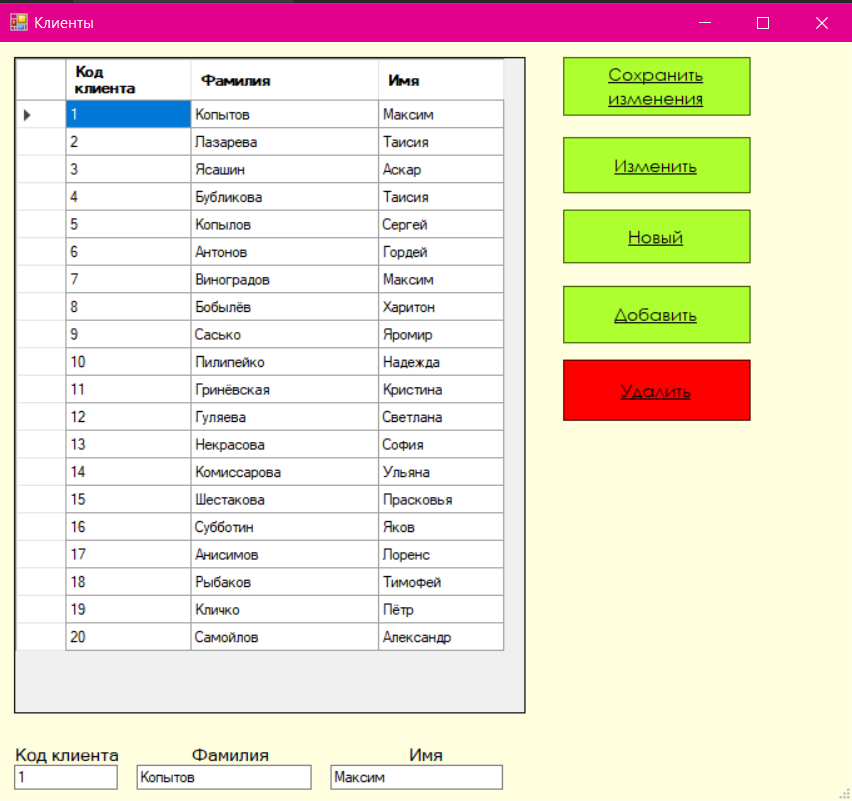 Клиенты
Код клиента Фамилия Имя
1 Копытов Максим
2 Лазарева Таисия
3 Ясашин Аскар
4 Бубликова Таисия
5 Копылов Сергей
6 Антонов Гордей
7 Виноградов Максим
8 Бобылёв Харитон
9 Сасько Яромир
10 Пилипейко Надежда
11 Гринёвская Кристина
12 Гуляева Светлана
13 Некрасова София
14 Комиссарова Ульяна
15 Шестакова Прасковья
16 Субботин Яков
17 Анисимов Лоренс
18 Рыбаков Тимофей
19 Кличко Пётр
20 Самойлов Александр
Сохранить
изменения
Изменить
Новый
Добавить
Удалить
Код клиента Фамилия Имя
1 Копытов Максим